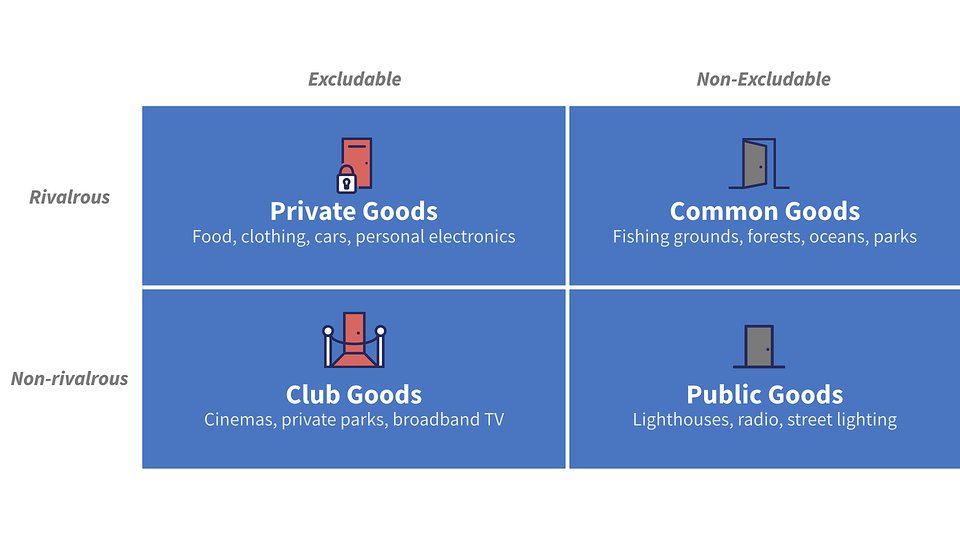 Excludable
Non-Excludable
Rivalrous
Private Goods
Food, clothing, cars, personal electronics
Common Goods
Fishing grounds, forests, oceans, parks
Non-rivalrous
Club Goods
Cinemas, private parks, broadband TV
Public Goods
Lighthouses, radio, street lighting